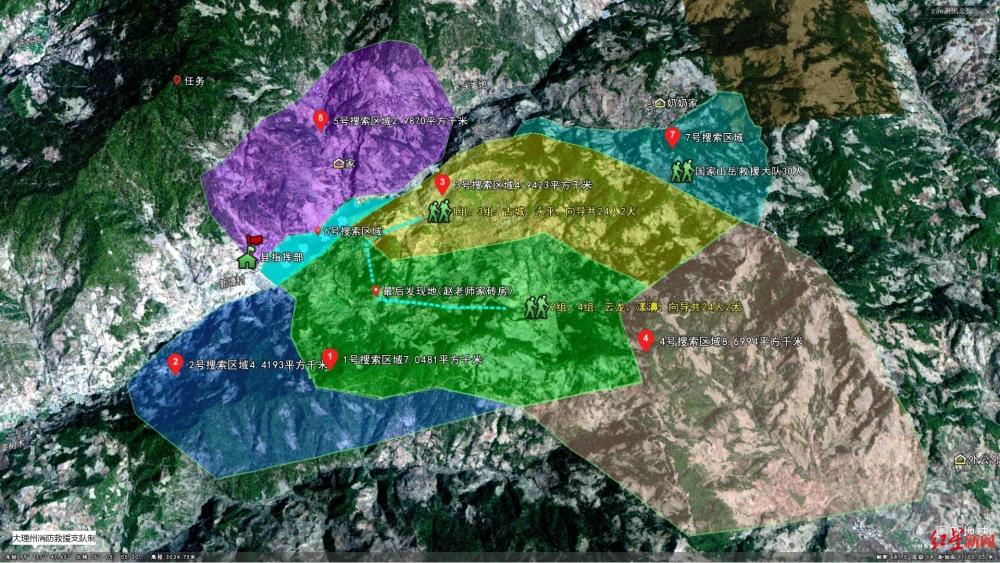 任务
5
5号搜索区域2.9870平方千米
家
奶奶家
7
7号搜索区域
国家山岳救援大队30人
3
3号搜索区域4.9423平方千米
1组、3组：古城，太平，向导共24人2犬
6号搜索区域
县指挥部
最后发现地(赵老师家砖房)
2组、4组：云龙，漾濞，向导共24人2犬
4
4号搜索区域8.6994平方千米
1
1号搜索区域7.0481平方千米
2
2号搜索区域4.4193平方千米
外公外
大理州消防救援支队制
红星新闻